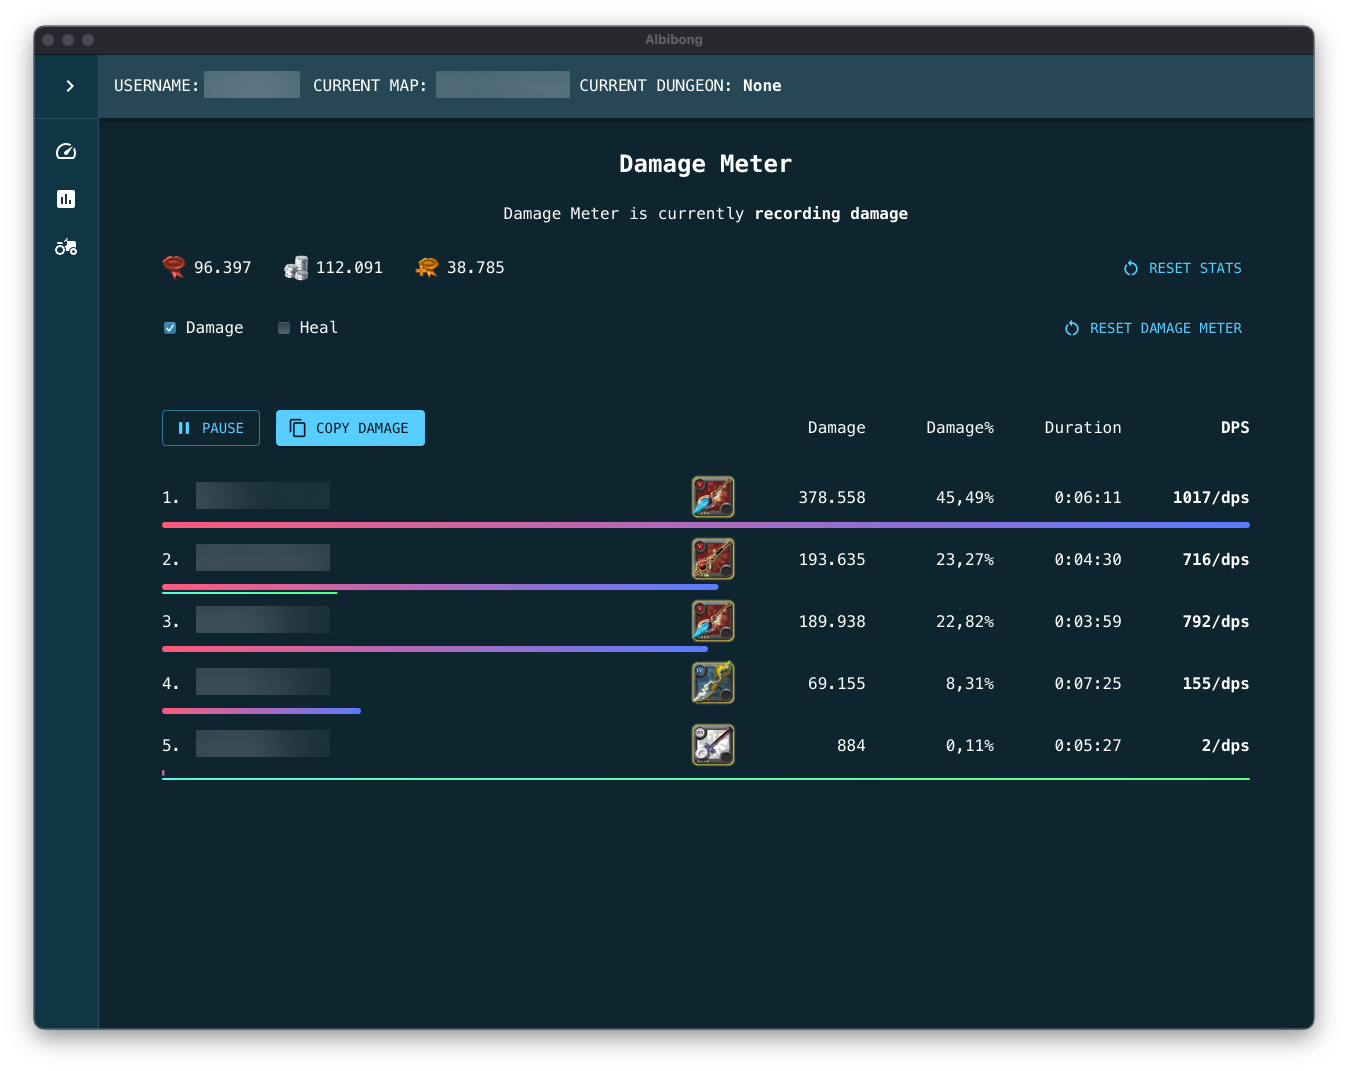 Albibong
USERNAME: CURRENT MAP: CURRENT DUNGEON: None
Damage Meter
Damage Meter is currently recording damage
96.397 112.091 38.785 RESET STATS
Damage Heal RESET DAMAGE METER
PAUSE COPY DAMAGE Damage Damage% Duration DPS
1. 378.558 45,49% 0:06:11 1017/dps
2. 193.635 23,27% 0:04:30 716/dps
3. 189.938 22,82% 0:03:59 792/dps
4. 69.155 8,31% 0:07:25 155/dps
5. 884 0,11% 0:05:27 2/dps